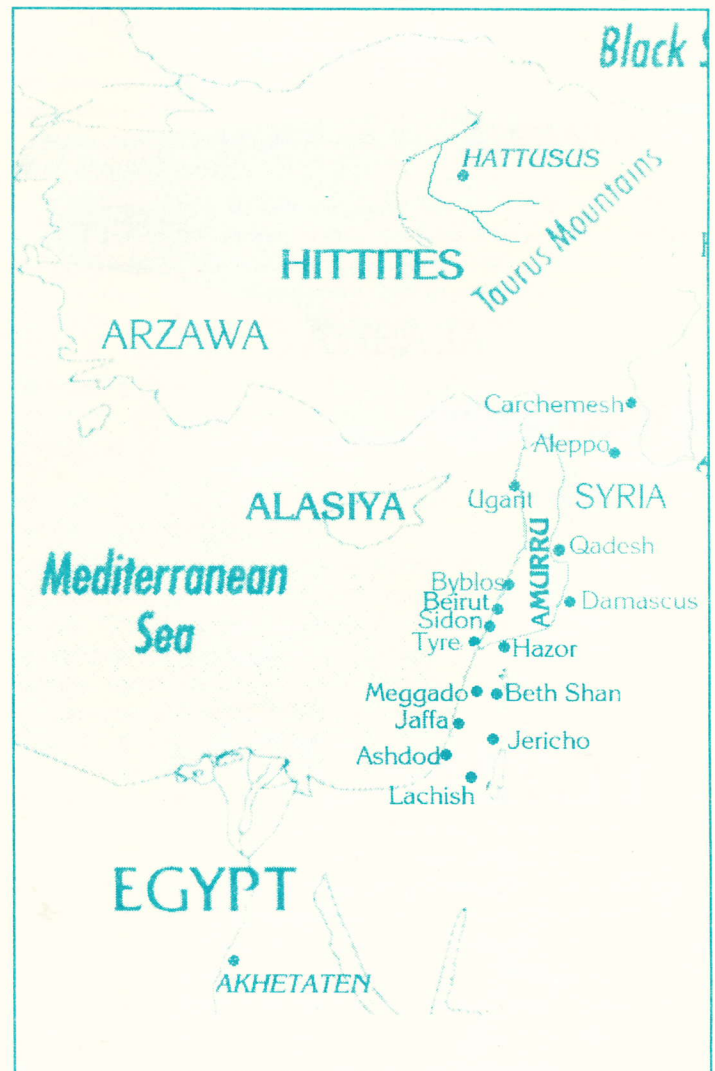 Black S
HATTUSUS
Taurus Mountains
HITTITES
ARZAWA
Carchemesh
Aleppo
Ugarit
SYRIA
ALASIYA
AMURRU
Qadesh
Mediterranean
Sea
Byblos
Beirut
Damascus
Sidon
Tyre
Hazor
Meggado
Beth Shan
Jaffa
Jericho
Ashdod
Lachish
EGYPT
AKHETATEN